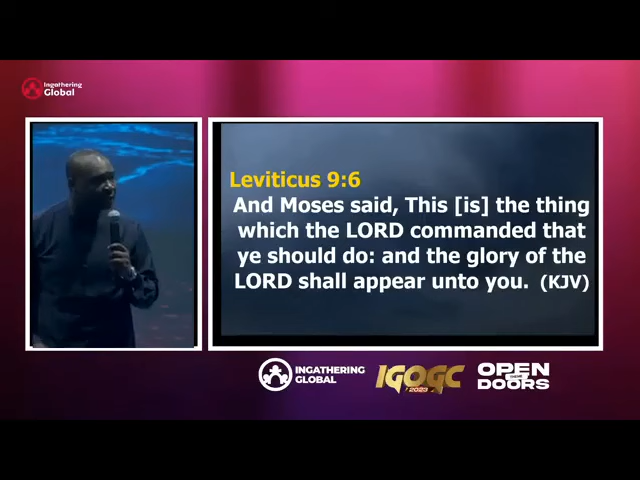 Ingathering
Global
Leviticus 9:6
And Moses said, This [is] the thing
which the LORD commanded that
ye should do: and the glory of the
LORD shall appear unto you. (KJV)
INGATHERING
GLOBAL
IGOGC
2023
OPEN
DOORS